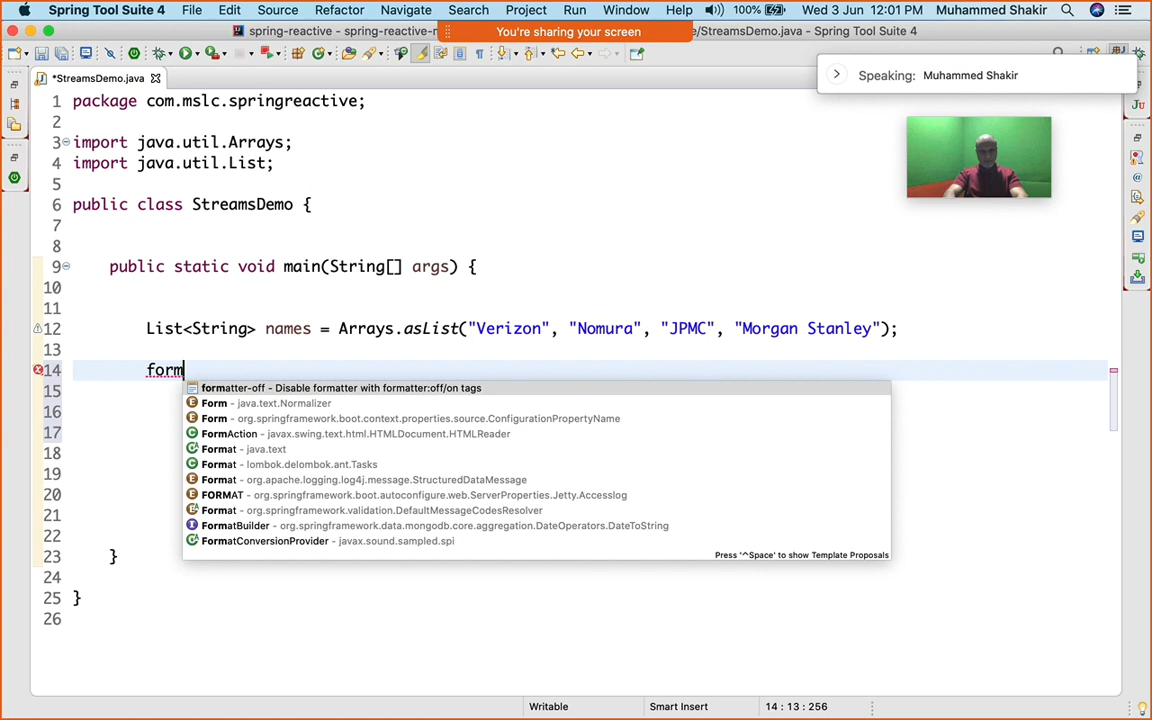 Spring Tool Suite 4 File Edit Source Refactor Navigate Search Project Run Window Help 100% Wed 3 Jun 12:01 PM Muhammed Shakir
spring-reactive - spring-reactive-
You're sharing your screen
e/StreamsDemo.java - Spring Tool Suite 4
*StreamsDemo.java
Speaking: Muhammed Shakir
1 package com.mslc.springreactive;
2
3 import java.util.Arrays;
4 import java.util.List;
5
6 public class StreamsDemo {
7
8
9 public static void main(String[] args) {
10
11
12 List<String> names = Arrays.asList("Verizon", "Nomura", "JPMC", "Morgan Stanley");
13
14 form
15
formatter-off - Disable formatter with formatter:off/on tags
Form - java.text.Normalizer
16
Form - org.springframework.boot.context.properties.source.ConfigurationPropertyName
17
FormAction - javax.swing.text.html.HTMLDocument.HTMLReader
18
Format - java.text
Format - lombok.delombok.ant.Tasks
19
Format - org.apache.logging.log4j.message.StructuredDataMessage
20
FORMAT - org.springframework.boot.autoconfigure.web.ServerProperties.Jetty.Accesslog
21
Format - org.springframework.validation.DefaultMessageCodesResolver
22
FormatBuilder - org.springframework.data.mongodb.core.aggregation.DateOperators.DateToString
FormatConversionProvider - javax.sound.sampled.spi
Press '^Space' to show Template Proposals
23 }
24
25 }
26
Writable Smart Insert 14 : 13 : 256